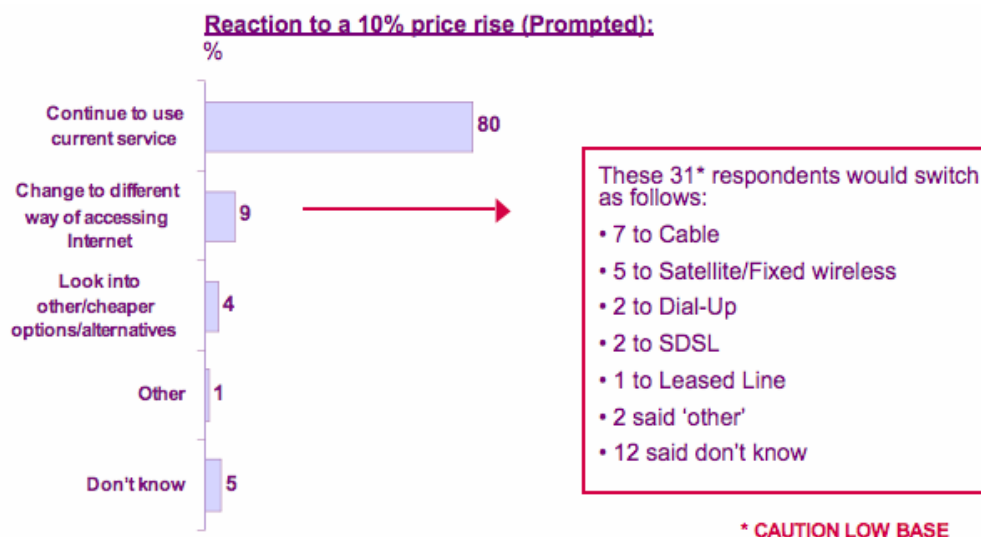 Reaction to a 10% price rise (Prompted):
%
Continue to use
current service
80
Change to different
way of accessing
Internet
9
Look into
other/cheaper
options/alternatives
4
Other
1
Don't know
5
These 31* respondents would switch
as follows:
• 7 to Cable
• 5 to Satellite/Fixed wireless
• 2 to Dial-Up
• 2 to SDSL
• 1 to Leased Line
• 2 said 'other'
• 12 said don't know
* CAUTION LOW BASE